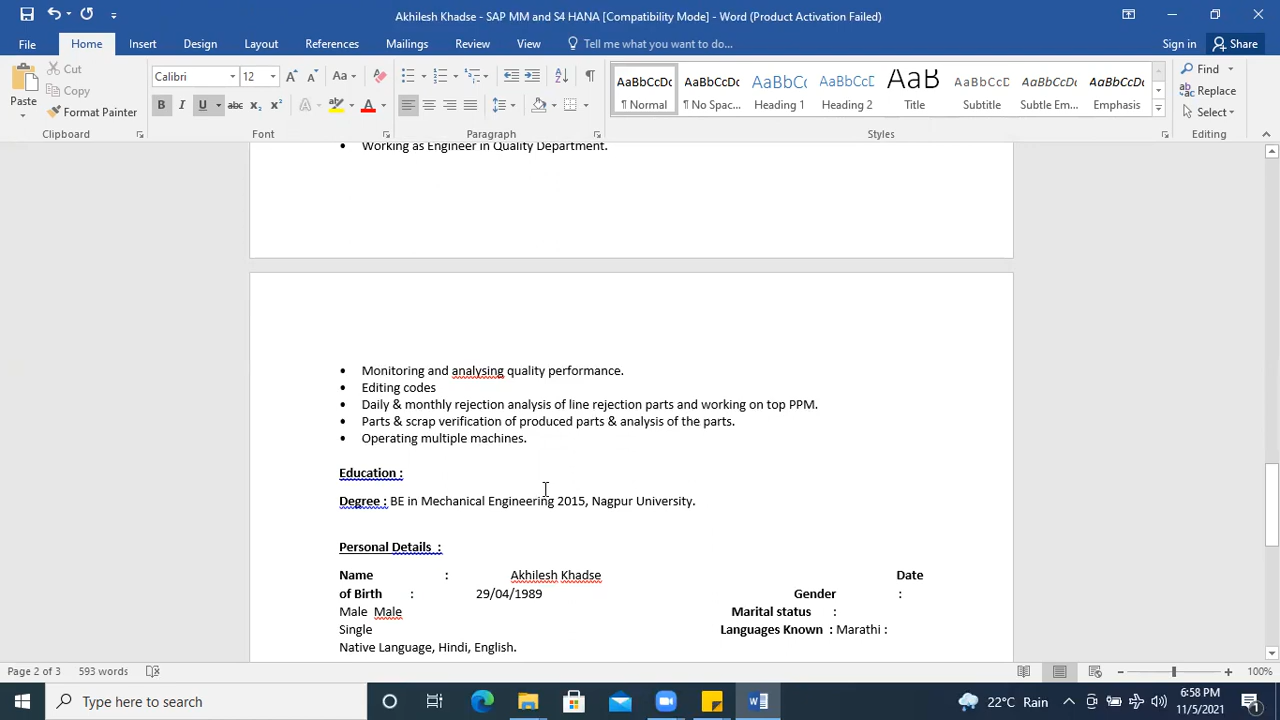 Akhilesh Khadse - SAP MM and S4 HANA [Compatibility Mode] - Word (Product Activation Failed)
File Home Insert Design Layout References Mailings Review View Tell me what you want to do... Sign in Share
Paste Cut Copy Format Painter
Calibri 12 Aa
B I U abc X₂ X² A A
AaBbCcDc AaBbCcDc AaBbCc AaBbCcD AaB AaBbCcD AaBbCcDc AaBbCcDc
¶ Normal ¶ No Spac... Heading 1 Heading 2 Title Subtitle Subtle Em... Emphasis
Find Replace Select
Clipboard Font Paragraph Styles Editing
• Working as Engineer in Quality Department.
• Monitoring and analysing quality performance.
• Editing codes
• Daily & monthly rejection analysis of line rejection parts and working on top PPM.
• Parts & scrap verification of produced parts & analysis of the parts.
• Operating multiple machines.
Education :
Degree : BE in Mechanical Engineering 2015, Nagpur University.
Personal Details :
Name : Akhilesh Khadse Date
of Birth : 29/04/1989 Gender :
Male Male Marital status :
Single Languages Known : Marathi :
Native Language, Hindi, English.
Page 2 of 3 593 words 100%
Type here to search 22°C Rain 6:58 PM
11/5/2021 1